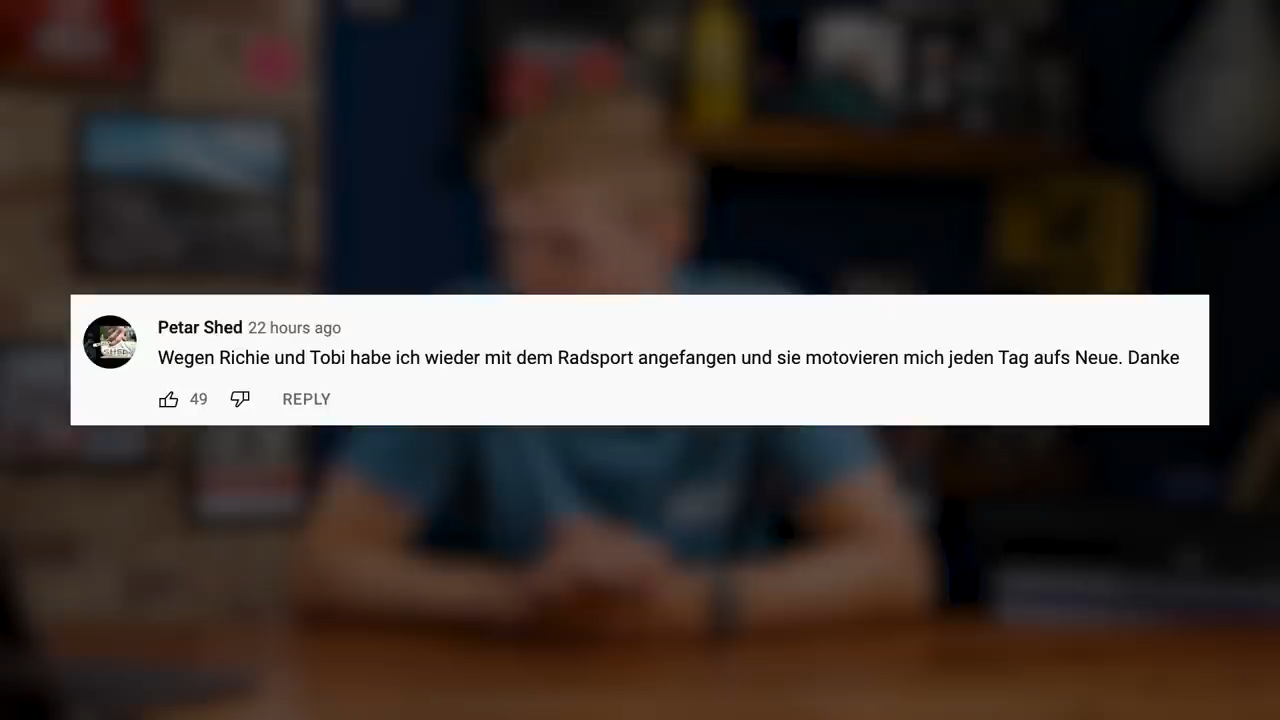 Petar Shed 22 hours ago
Wegen Richie und Tobi habe ich wieder mit dem Radsport angefangen und sie motovieren mich jeden Tag aufs Neue. Danke
49 REPLY